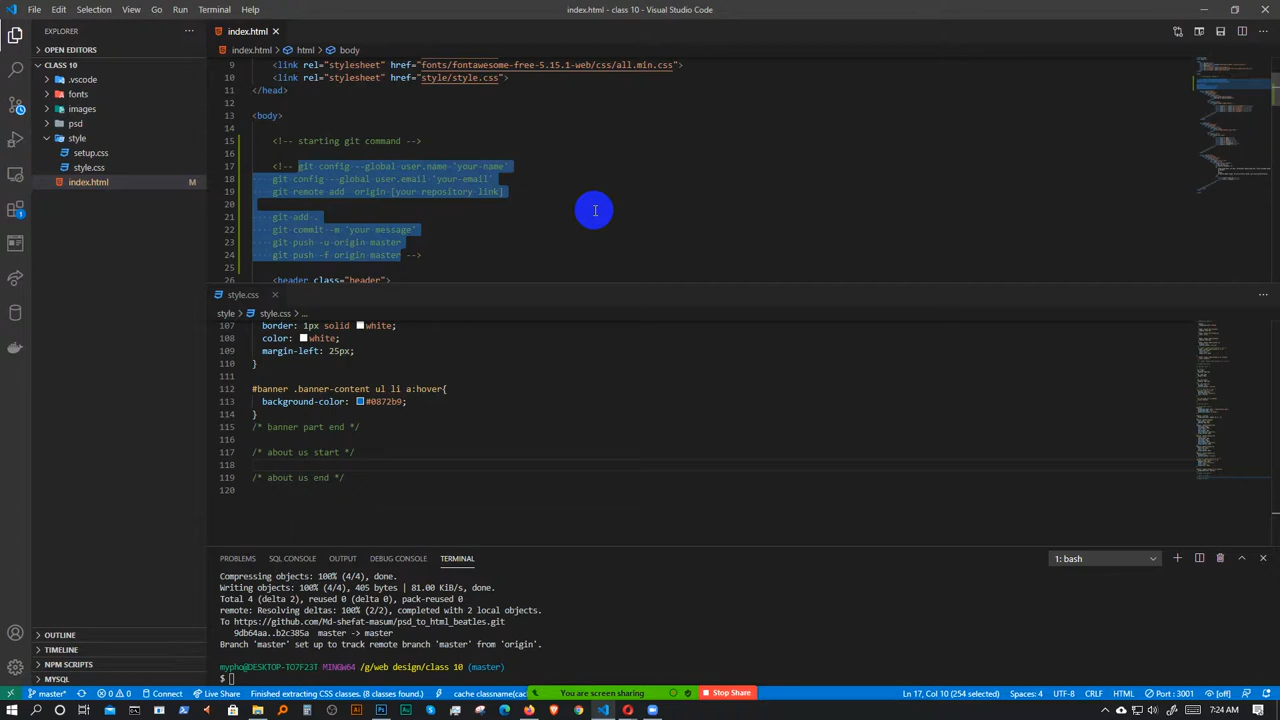 File Edit Selection View Go Run Terminal Help
index.html - class 10 - Visual Studio Code
EXPLORER
OPEN EDITORS
CLASS 10
.vscode
fonts
images
psd
style
setup.css
style.css
index.html M
OUTLINE
TIMELINE
NPM SCRIPTS
MYSQL
index.html
index.html > html > body
9 <link rel="stylesheet" href="fonts/fontawesome-free-5.15.1-web/css/all.min.css">
10 <link rel="stylesheet" href="style/style.css">
11 </head>
12
13 <body>
14
15 <!-- starting git command -->
16
17 <!-- git config --global user.name 'your-name'
18 git config --global user.email 'your-email'
19 git remote add  origin [your repository link]
20
21 git add .
22 git commit -m 'your message'
23 git push -u origin master
24 git push -f origin master -->
25
26 <header class="header">
style.css
style > style.css > ...
107 border: 1px solid white;
108 color: white;
109 margin-left: 25px;
110 }
111
112 #banner .banner-content ul li a:hover{
113 background-color: #0872b9;
114 }
115 /* banner part end */
116
117 /* about us start */
118
119 /* about us end */
120
PROBLEMS SQL CONSOLE OUTPUT DEBUG CONSOLE TERMINAL
1: bash
Compressing objects: 100% (4/4), done.
Writing objects: 100% (4/4), 405 bytes | 81.00 KiB/s, done.
Total 4 (delta 2), reused 0 (delta 0), pack-reused 0
remote: Resolving deltas: 100% (2/2), completed with 2 local objects.
To https://github.com/Md-shefat-masum/psd_to_html_beatles.git
9db64aa..b2c385a master -> master
Branch 'master' set up to track remote branch 'master' from 'origin'.
mypho@DESKTOP-TO7F23T MINGW64 /g/web design/class 10 (master)
$
master* 0 0 Connect Live Share Finished extracting CSS classes. (8 classes found.) cache classname(cac You are screen sharing Stop Share Ln 17, Col 10 (254 selected) Spaces: 4 UTF-8 CRLF HTML Port : 3001 [off]
7:24 AM